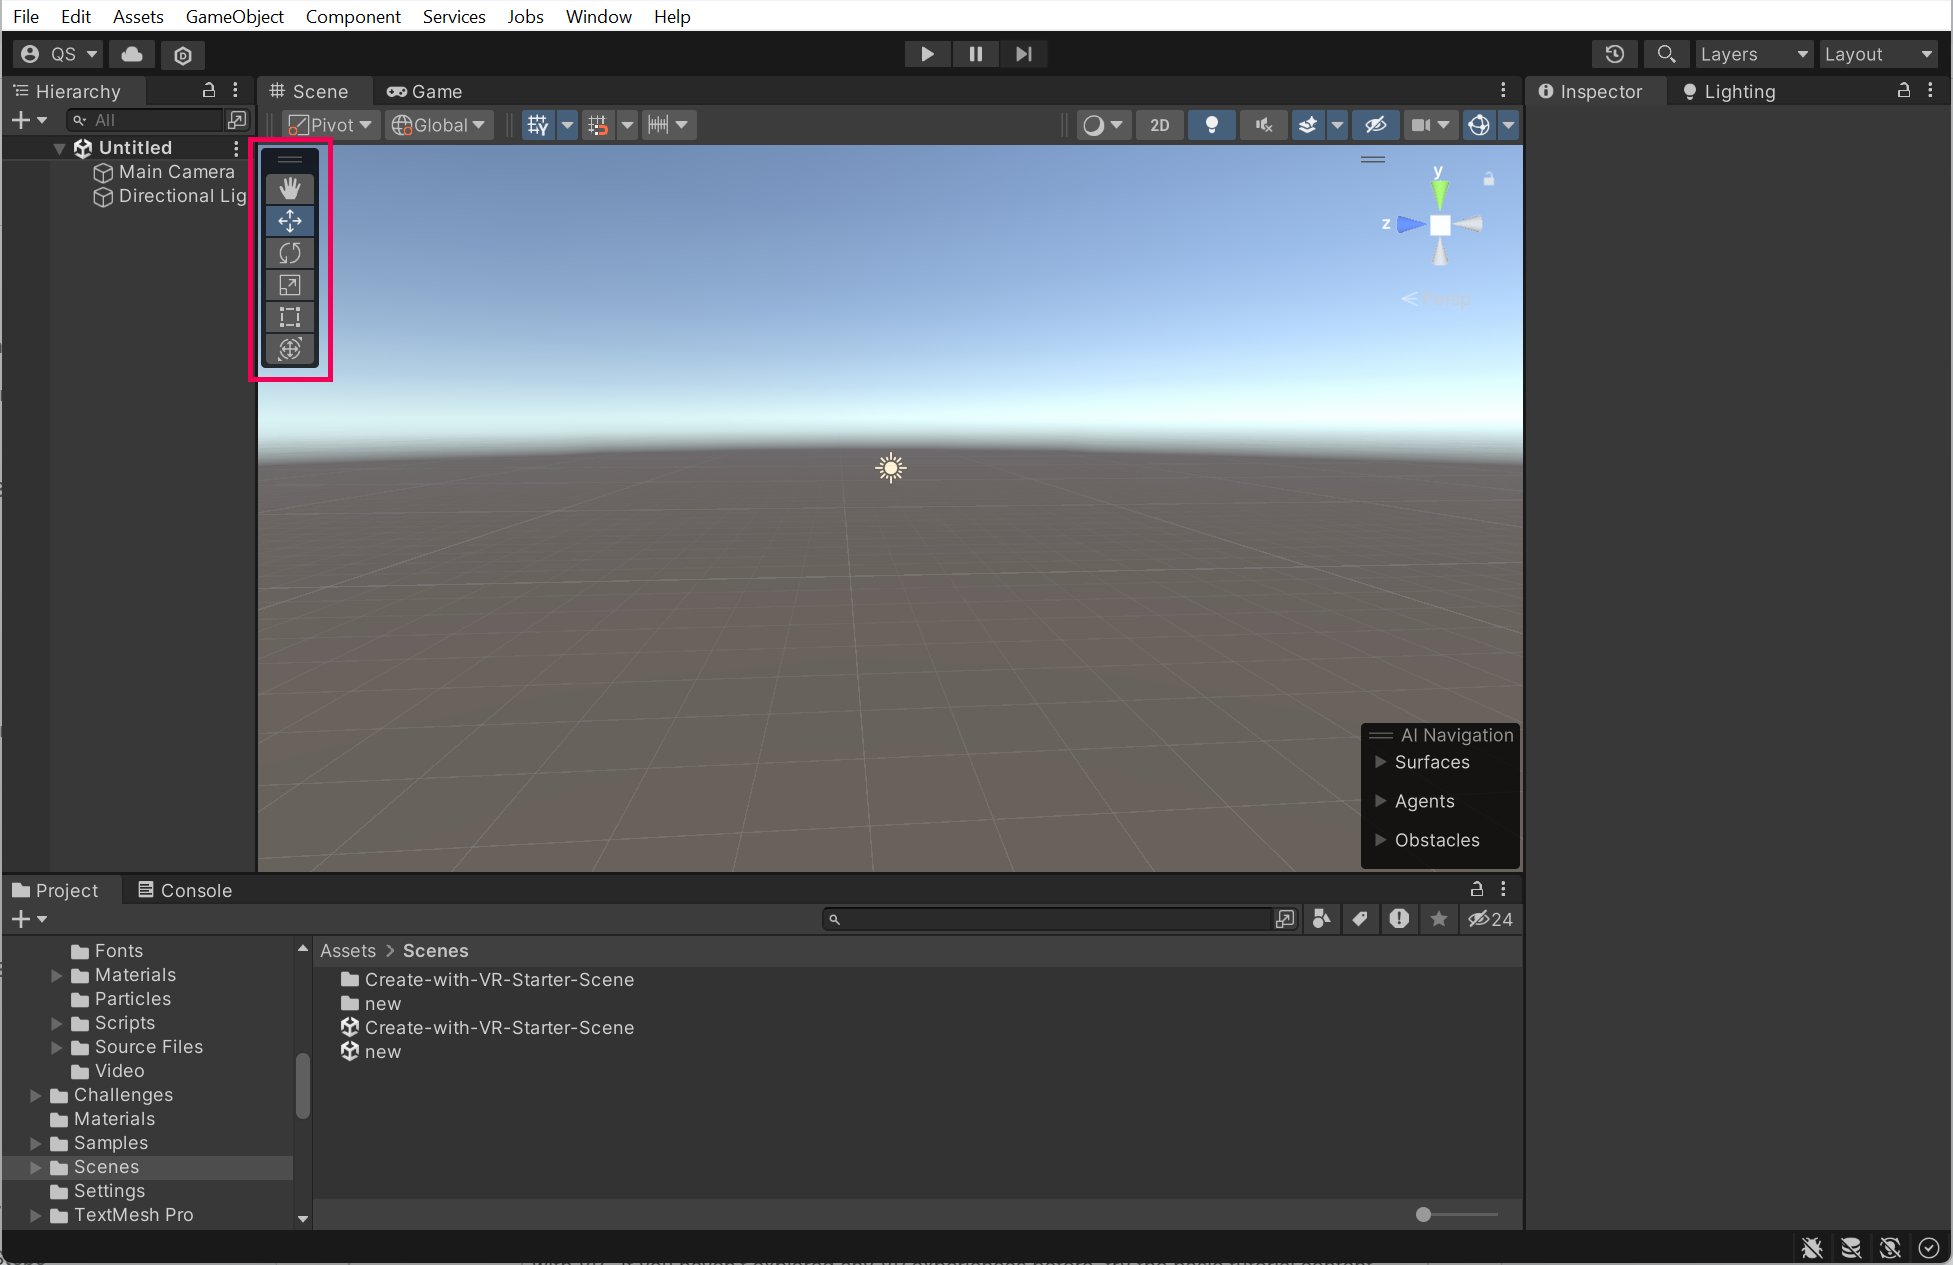 File Edit Assets GameObject Component Services Jobs Window Help
QS Layers Layout
Hierarchy
All
Untitled
Main Camera
Directional Lig
Scene Game
Pivot Global 2D
y
z
Persp
AI Navigation
Surfaces
Agents
Obstacles
Inspector Lighting
Project Console
24
Fonts
Materials
Particles
Scripts
Source Files
Video
Challenges
Materials
Samples
Scenes
Settings
TextMesh Pro
Assets > Scenes
Create-with-VR-Starter-Scene
new
Create-with-VR-Starter-Scene
new